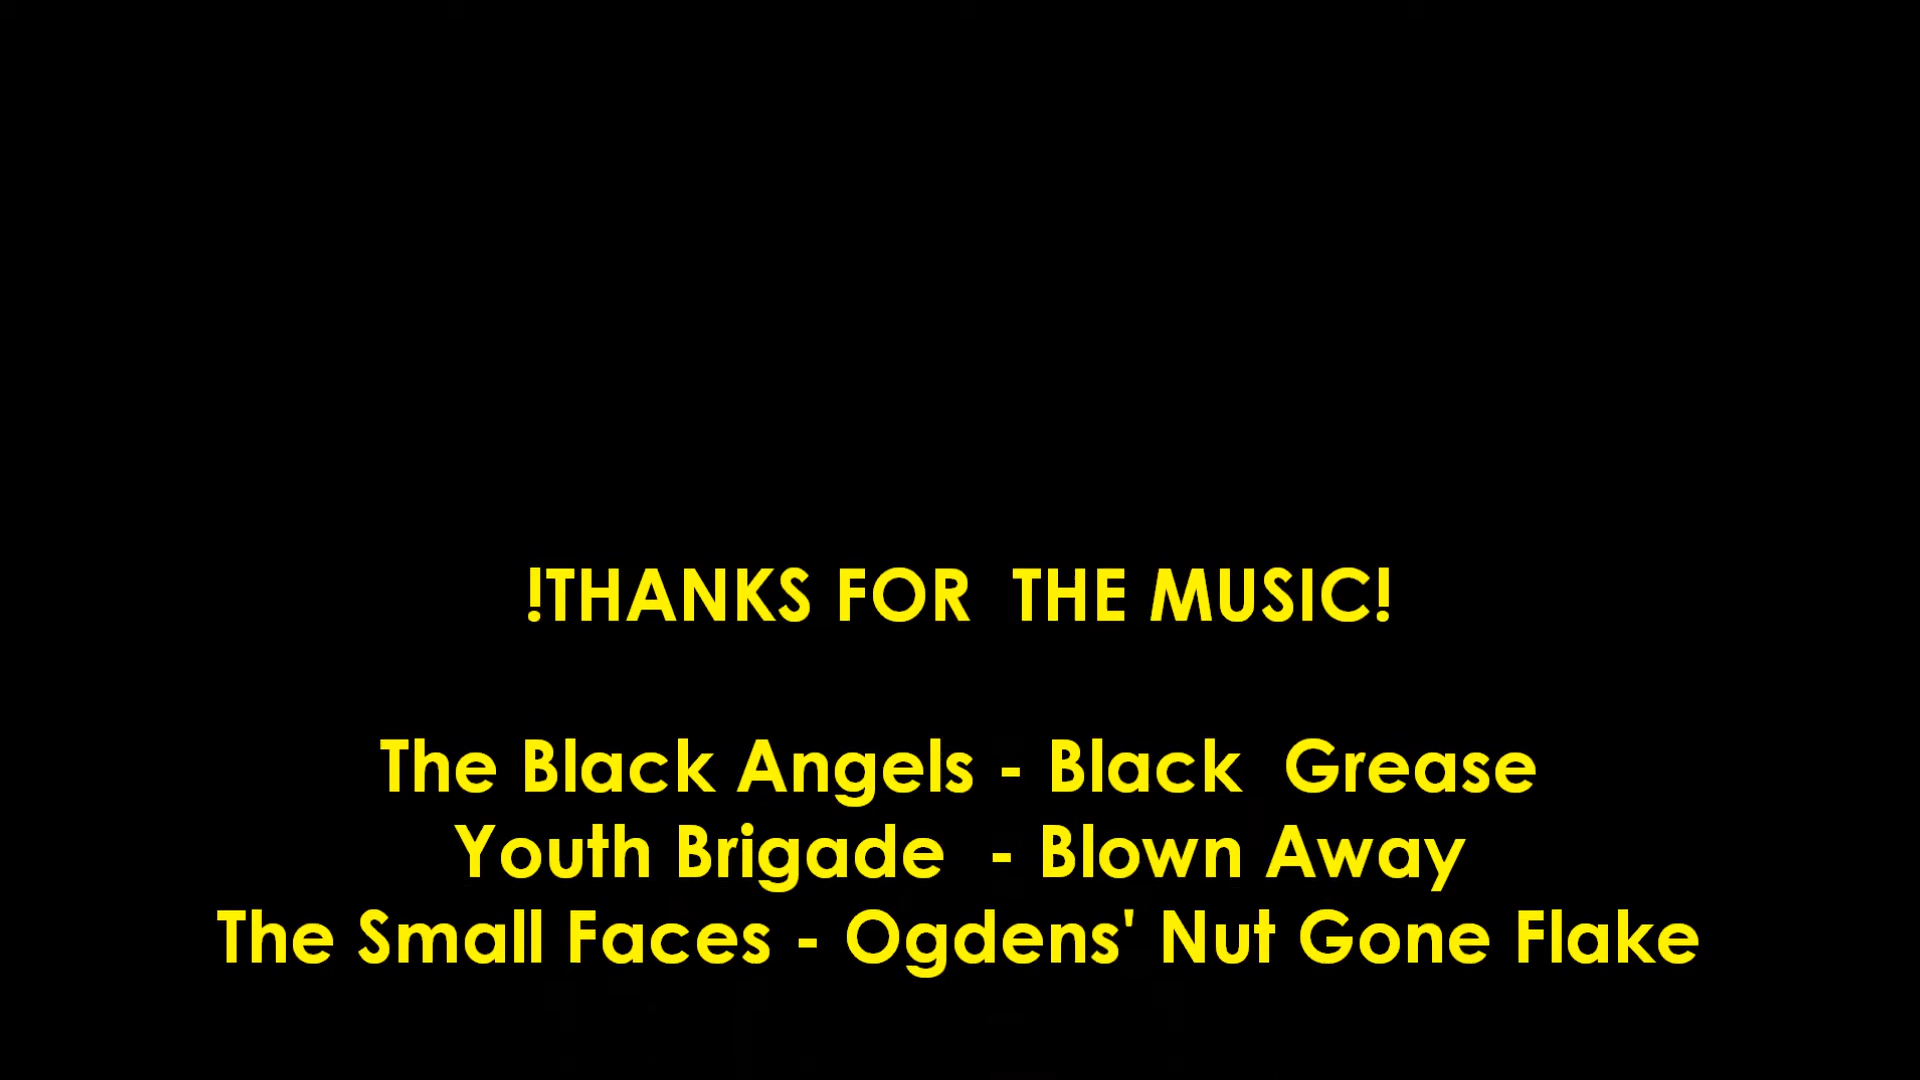 !THANKS FOR  THE MUSIC!
The Black Angels - Black  Grease
Youth Brigade  - Blown Away
The Small Faces - Ogdens' Nut Gone Flake